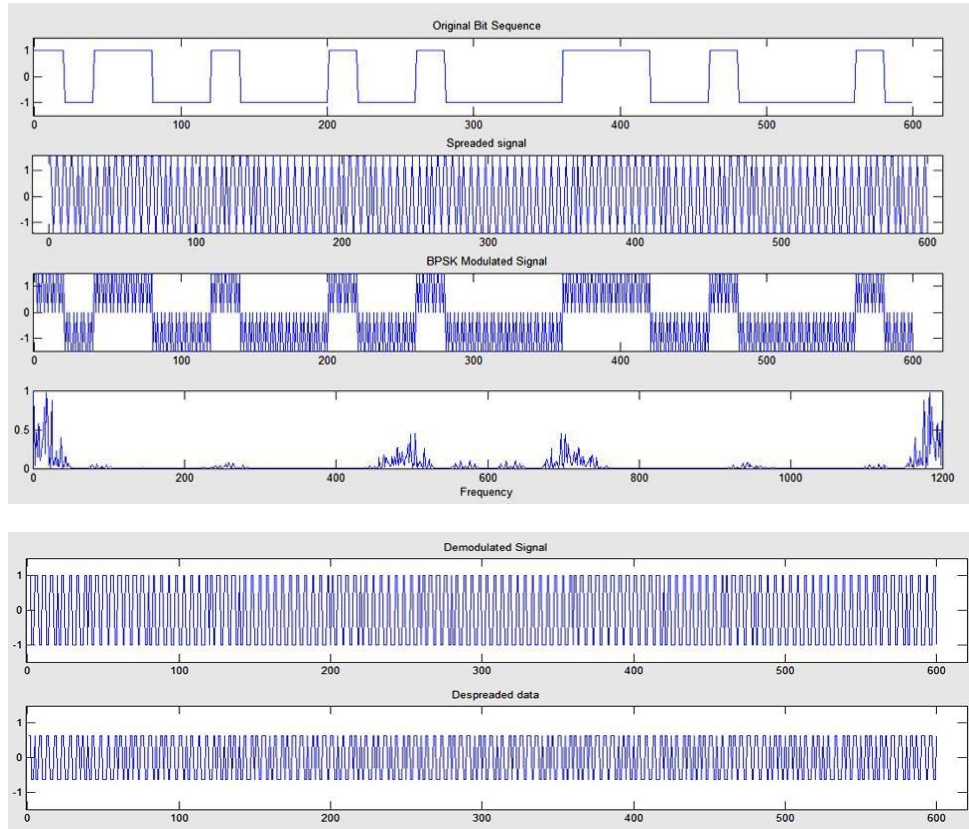 Original Bit Sequence
1
0
-1
0 100 200 300 400 500 600
Spreaded signal
1
0
-1
0 100 200 300 400 500 600
BPSK Modulated Signal
1
0
-1
0 100 200 300 400 500 600
1
0.5
0
0 200 400 600 800 1000 1200
Frequency
Demodulated Signal
1
0
-1
0 100 200 300 400 500 600
Despreaded data
1
0
-1
0 100 200 300 400 500 600